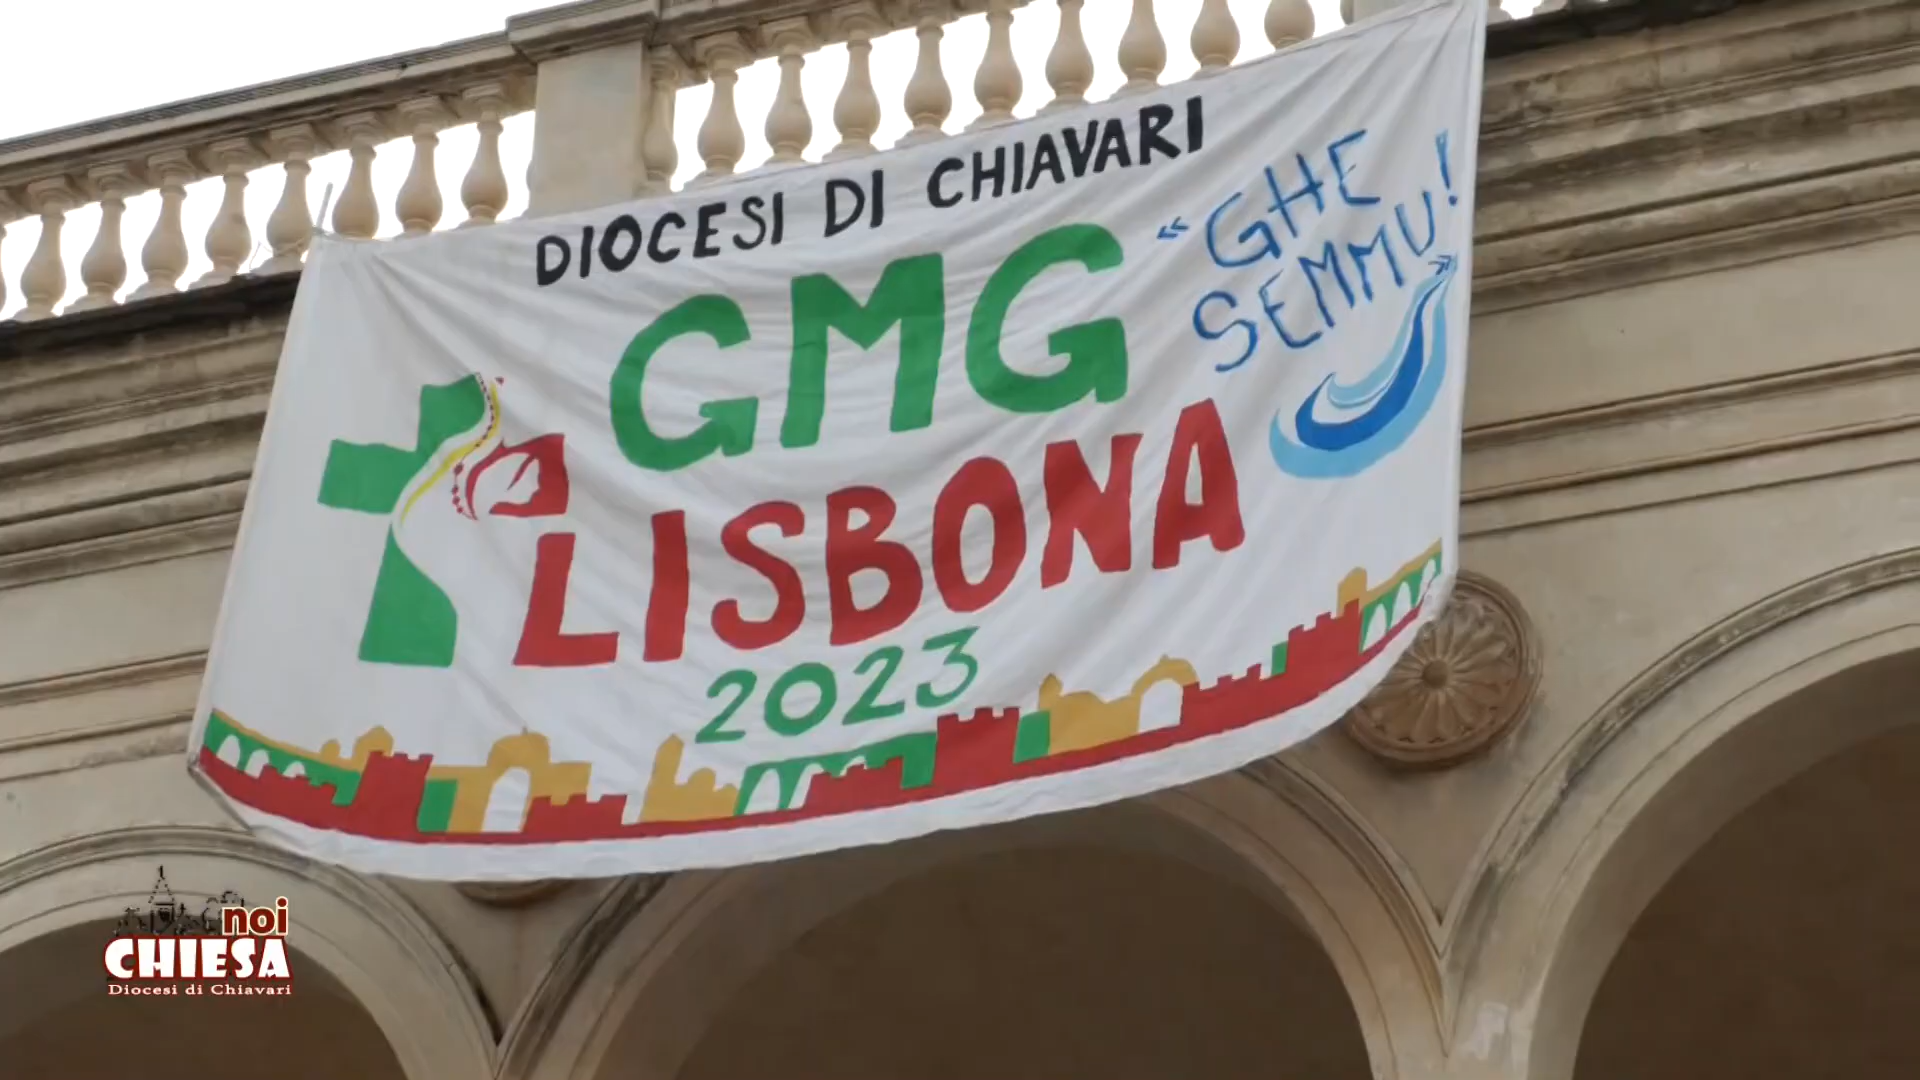 DIOCESI DI CHIAVARI
GMG
LISBONA
2023
"GHE
SEMMU!"
noi
CHIESA
Diocesi di Chiavari